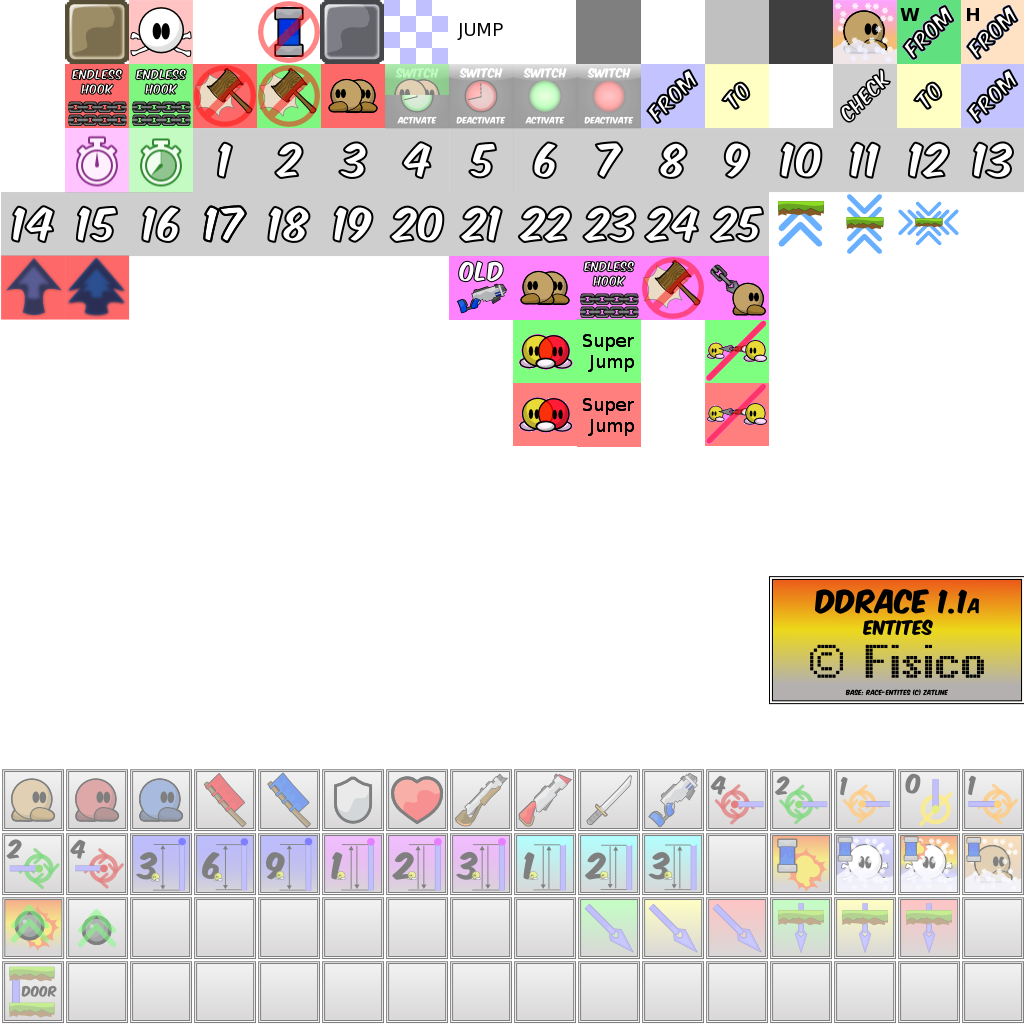 JUMP
W FROM
H FROM
ENDLESS HOOK
ENDLESS HOOK
SWITCH ACTIVATE
SWITCH DEACTIVATE
SWITCH ACTIVATE
SWITCH DEACTIVATE
FROM
TO
CHECK
TO
FROM
1 2 3 4 5 6 7 8 9 10 11 12 13
14 15 16 17 18 19 20 21 22 23 24 25
OLD
ENDLESS HOOK
Super
Jump
Super
Jump
DDRACE 1.1A
ENTITES
© Fisico
BASE: RACE-ENTITES (C) ZATLINE
4 2 1 0 1
2 4 3 6 9 1 2 3 1 2 3
DOOR